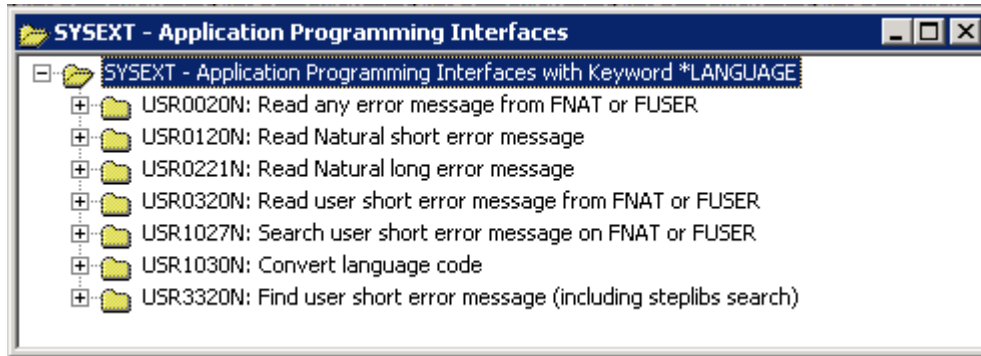 SYSEXT - Application Programming Interfaces
SYSEXT - Application Programming Interfaces with Keyword *LANGUAGE
USR0020N: Read any error message from FNAT or FUSER
USR0120N: Read Natural short error message
USR0221N: Read Natural long error message
USR0320N: Read user short error message from FNAT or FUSER
USR1027N: Search user short error message on FNAT or FUSER
USR1030N: Convert language code
USR3320N: Find user short error message (including steplibs search)